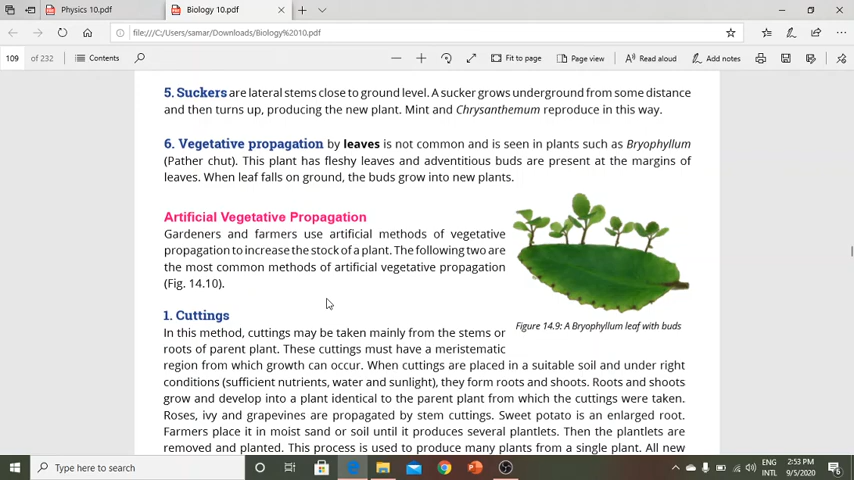 Physics 10.pdf
Biology 10.pdf
file:///C:/Users/samar/Downloads/Biology%2010.pdf
109 of 232
Contents
Fit to page
Page view
Read aloud
Add notes
5. Suckers are lateral stems close to ground level. A sucker grows underground from some distance
and then turns up, producing the new plant. Mint and Chrysanthemum reproduce in this way.
6. Vegetative propagation by leaves is not common and is seen in plants such as Bryophyllum
(Pather chut). This plant has fleshy leaves and adventitious buds are present at the margins of
leaves. When leaf falls on ground, the buds grow into new plants.
Artificial Vegetative Propagation
Gardeners and farmers use artificial methods of vegetative
propagation to increase the stock of a plant. The following two are
the most common methods of artificial vegetative propagation
(Fig. 14.10).
Figure 14.9: A Bryophyllum leaf with buds
1. Cuttings
In this method, cuttings may be taken mainly from the stems or
roots of parent plant. These cuttings must have a meristematic
region from which growth can occur. When cuttings are placed in a suitable soil and under right
conditions (sufficient nutrients, water and sunlight), they form roots and shoots. Roots and shoots
grow and develop into a plant identical to the parent plant from which the cuttings were taken.
Roses, ivy and grapevines are propagated by stem cuttings. Sweet potato is an enlarged root.
Farmers place it in moist sand or soil until it produces several plantlets. Then the plantlets are
removed and planted. This process is used to produce many plants from a single plant. All new
Type here to search
ENG
INTL
2:53 PM
9/5/2020
6